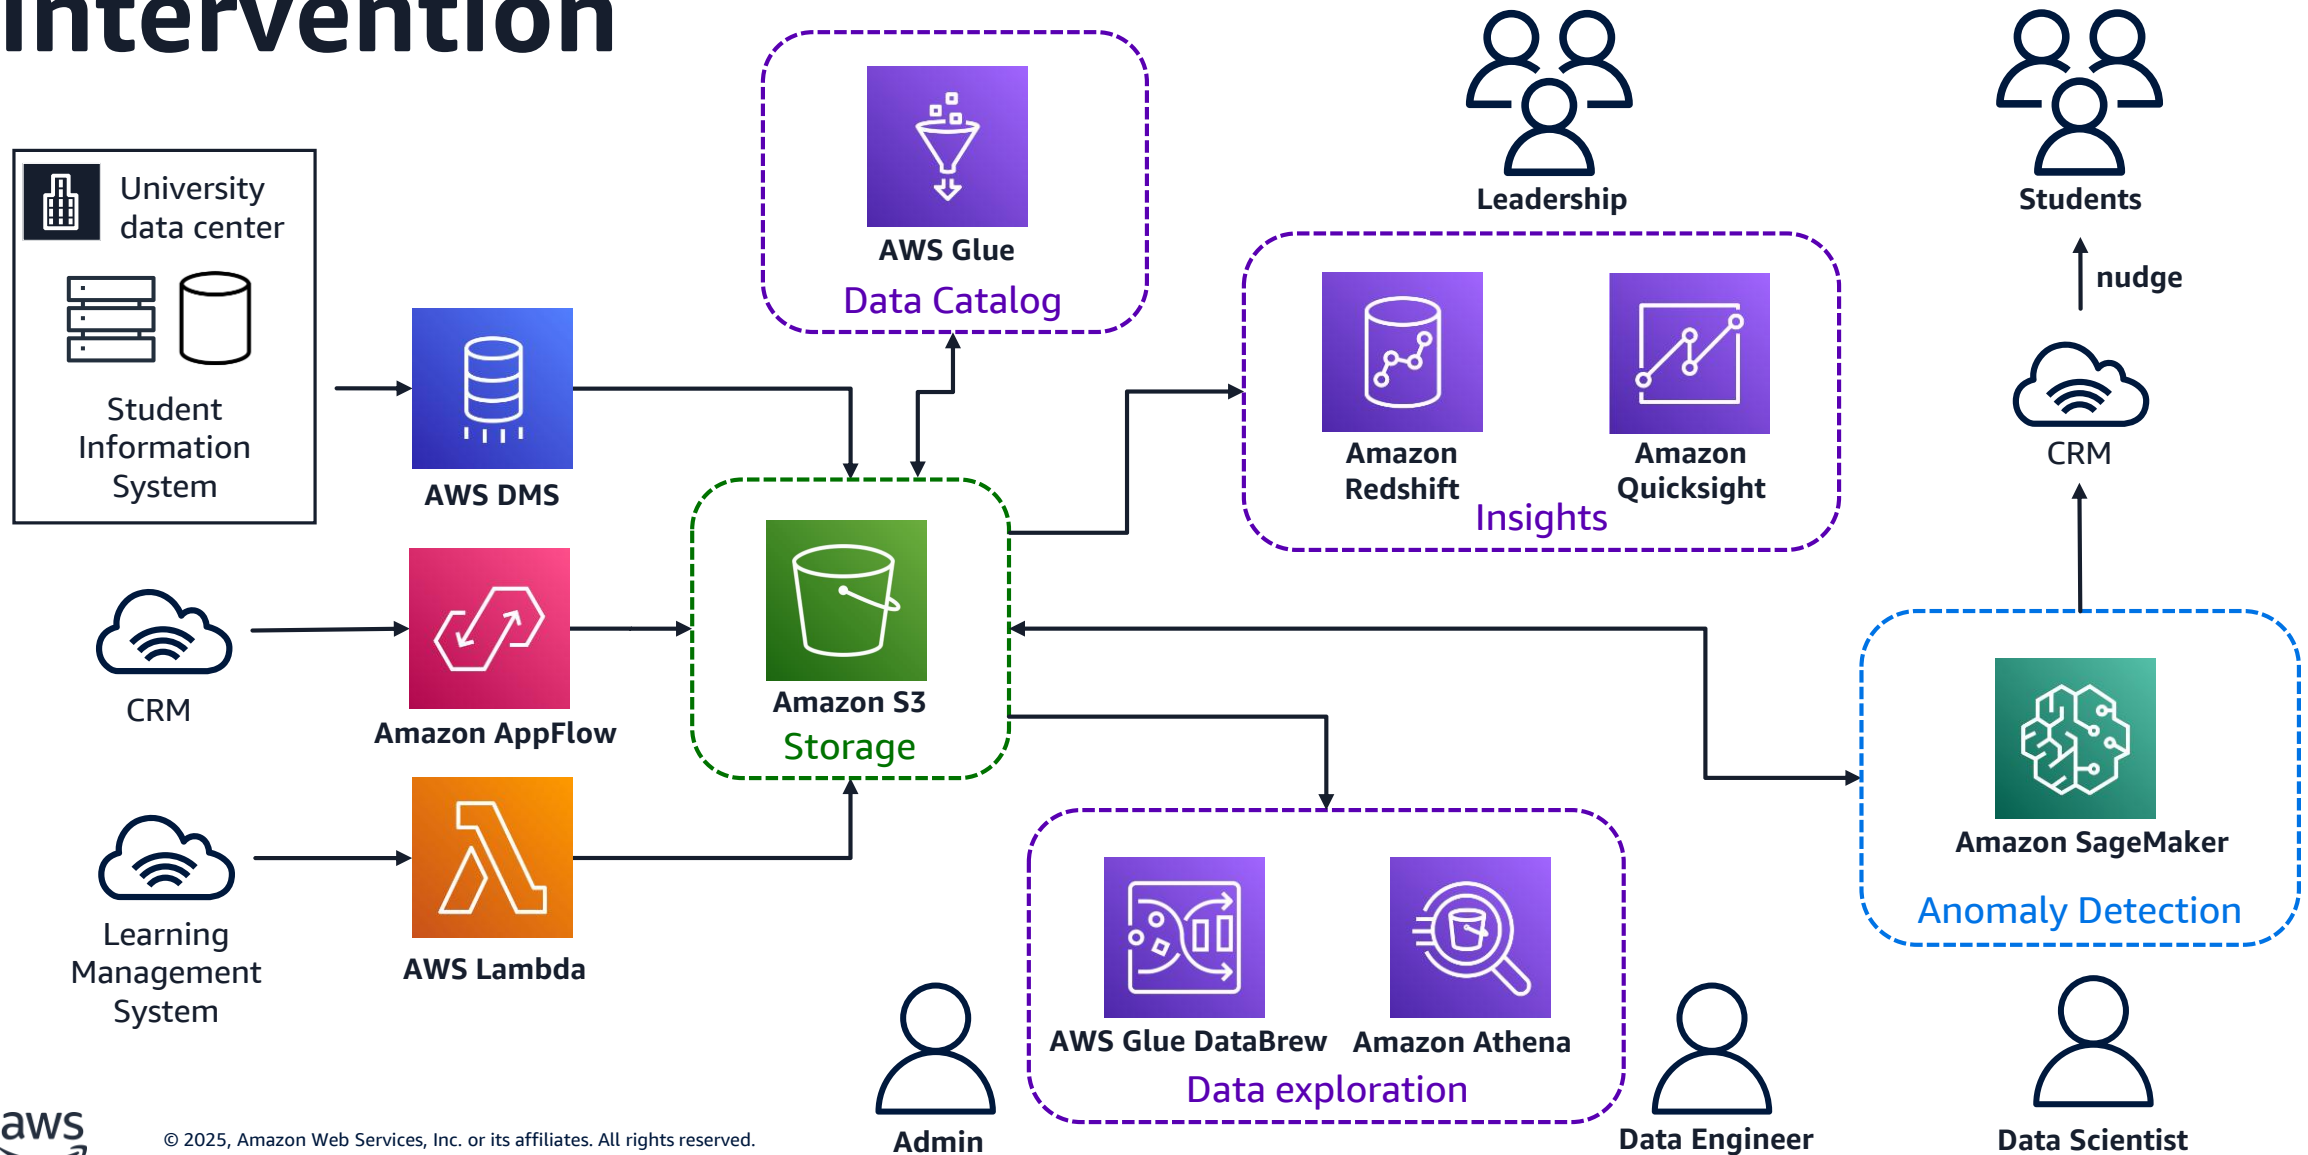 Intervention
University
data center
Student
Information
System
AWS DMS
AWS Glue
Data Catalog
Leadership
Students
nudge
CRM
Amazon
Redshift
Amazon
Quicksight
Insights
CRM
Amazon AppFlow
Amazon S3
Storage
Learning
Management
System
AWS Lambda
AWS Glue DataBrew
Amazon Athena
Data exploration
Amazon SageMaker
Anomaly Detection
Admin
Data Engineer
Data Scientist
aws
© 2025, Amazon Web Services, Inc. or its affiliates. All rights reserved.